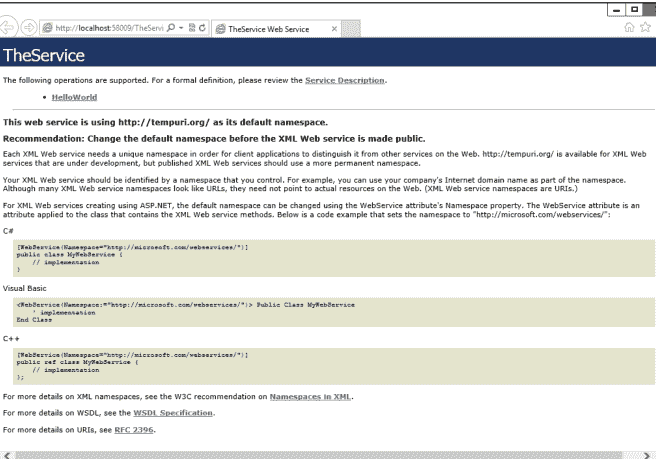 http://localhost:56009/TheServi
TheService Web Service
TheService
The following operations are supported. For a formal definition, please review the Service Description.
HelloWorld
This web service is using http://tempuri.org/ as its default namespace.
Recommendation: Change the default namespace before the XML Web service is made public.
Each XML Web service needs a unique namespace in order for client applications to distinguish it from other services on the Web. http://tempuri.org/ is available for XML Web
services that are under development, but published XML Web services should use a more permanent namespace.
Your XML Web service should be identified by a namespace that you control. For example, you can use your company's Internet domain name as part of the namespace.
Although many XML Web service namespaces look like URLs, they need not point to actual resources on the Web. (XML Web service namespaces are URIs.)
For XML Web services creating using ASP.NET, the default namespace can be changed using the WebService attribute's Namespace property. The WebService attribute is an
attribute applied to the class that contains the XML Web service methods. Below is a code example that sets the namespace to "http://microsoft.com/webservices/":
C#
[WebService(Namespace="http://microsoft.com/webservices/")]
public class MyWebService {
// implementation
}
Visual Basic
<WebService(Namespace:="http://microsoft.com/webservices/")> Public Class MyWebService
' implementation
End Class
C++
[WebService(Namespace="http://microsoft.com/webservices/")]
public ref class MyWebService {
// implementation
};
For more details on XML namespaces, see the W3C recommendation on Namespaces in XML.
For more details on WSDL, see the WSDL Specification.
For more details on URIs, see RFC 2396.